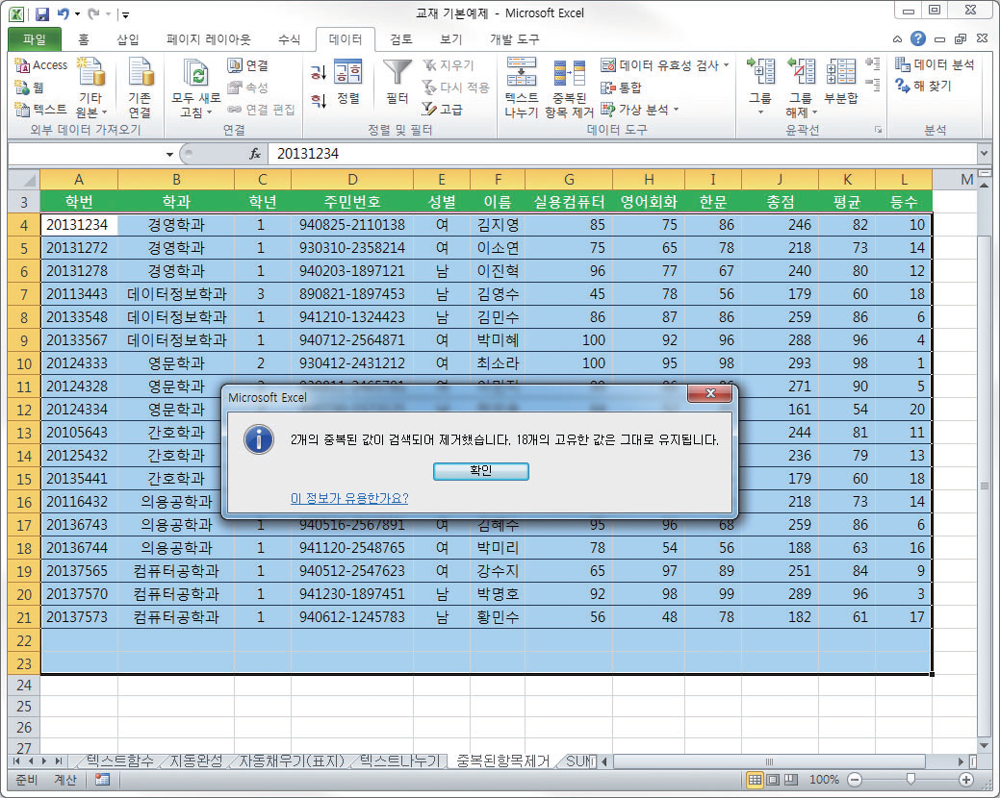 교재 기본예제 - Microsoft Excel
파일 홈 삽입 페이지 레이아웃 수식 데이터 검토 보기 개발 도구
Access
웹
텍스트
기타 원본
기존 연결
외부 데이터 가져오기
모두 새로 고침
연결
속성
연결 편집
연결
정렬
필터
지우기
다시 적용
고급
정렬 및 필터
텍스트 나누기
중복된 항목 제거
데이터 유효성 검사
통합
가상 분석
데이터 도구
그룹
그룹 해제
부분합
윤곽선
데이터 분석
해 찾기
분석
fx 20131234
A B C D E F G H I J K L M
3 학번 학과 학년 주민번호 성별 이름 실용컴퓨터 영어회화 한문 총점 평균 등수
4 20131234 경영학과 1 940825-2110138 여 김지영 85 75 86 246 82 10
5 20131272 경영학과 1 930310-2358214 여 이소연 75 65 78 218 73 14
6 20131278 경영학과 1 940203-1897121 남 이진혁 96 77 67 240 80 12
7 20113443 데이터정보학과 3 890821-1897453 남 김영수 45 78 56 179 60 18
8 20133548 데이터정보학과 1 941210-1324423 남 김민수 86 87 86 259 86 6
9 20133567 데이터정보학과 1 940712-2564871 여 박미혜 100 92 96 288 96 4
10 20124333 영문학과 2 930412-2431212 여 최소라 100 95 98 293 98 1
11 20124328 영문학과 271 90 5
12 20124334 영문학과 161 54 20
13 20105643 간호학과 244 81 11
14 20125432 간호학과 236 79 13
15 20135441 간호학과 179 60 18
16 20116432 의용공학과 218 73 14
17 20136743 의용공학과 1 940516-2567891 여 김혜수 95 96 68 259 86 6
18 20136744 의용공학과 1 941120-2548765 여 박미리 78 54 56 188 63 16
19 20137565 컴퓨터공학과 1 940512-2547623 여 강수지 65 97 89 251 84 9
20 20137570 컴퓨터공학과 1 941230-1897451 남 박명호 92 98 99 289 96 3
21 20137573 컴퓨터공학과 1 940612-1245783 남 황민수 56 48 78 182 61 17
22
23
24
25
26
27
Microsoft Excel
2개의 중복된 값이 검색되어 제거했습니다. 18개의 고유한 값은 그대로 유지됩니다.
확인
이 정보가 유용한가요?
텍스트함수 지동완성 자동채우기(표지) 텍스트나누기 중복된항목제거 SUM
준비 계산 100%